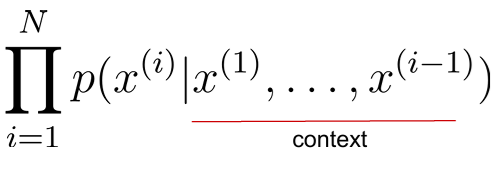 ∏_{i=1}^{N} p(x^{(i)}|x^{(1)}, . . . , x^{(i−1)})
context